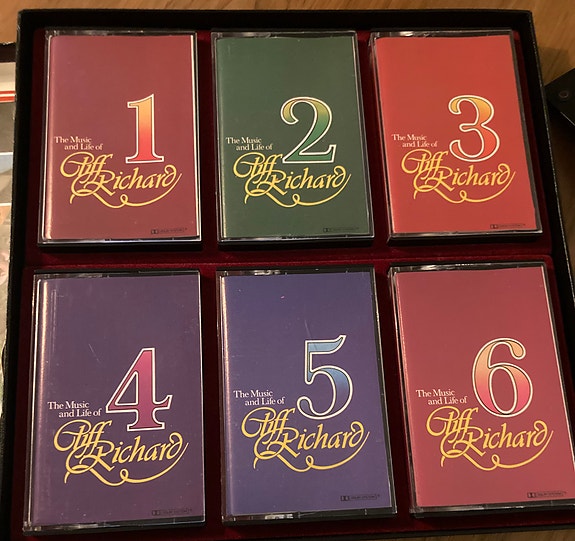 1
The Music
and Life of
Cliff
Richard
2
The Music
and Life of
Cliff
Richard
3
The Music
and Life of
Cliff
Richard
4
The Music
and Life of
Cliff
Richard
5
The Music
and Life of
Cliff
Richard
6
The Music
and Life of
Cliff
Richard